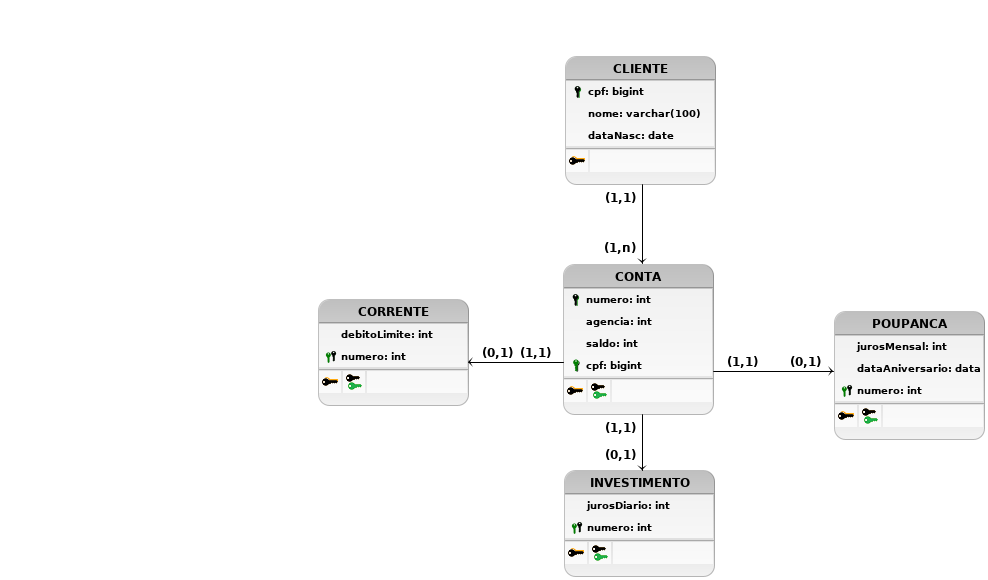 CLIENTE
cpf: bigint
nome: varchar(100)
dataNasc: date
(1,1)
(1,n)
CONTA
numero: int
agencia: int
saldo: int
cpf: bigint
CORRENTE
debitoLimite: int
numero: int
(0,1) (1,1)
POUPANCA
jurosMensal: int
dataAniversario: data
numero: int
(1,1) (0,1)
(1,1)
(0,1)
INVESTIMENTO
jurosDiario: int
numero: int